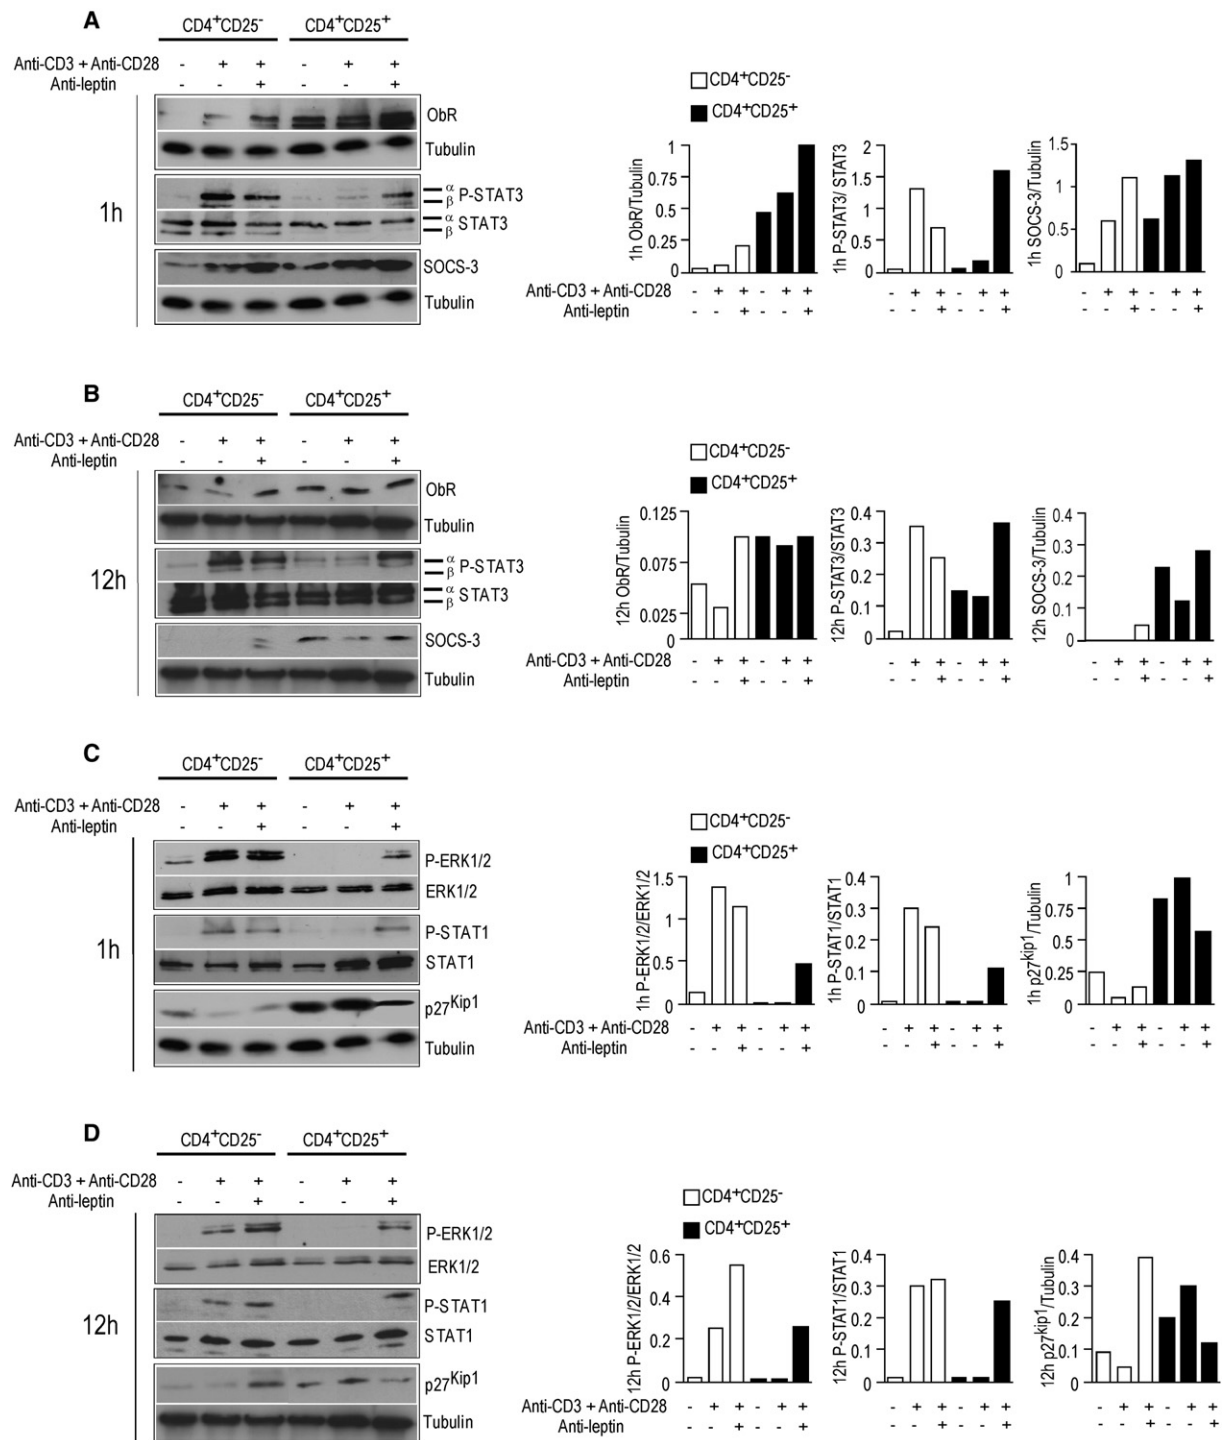 A
CD4+CD25- CD4+CD25+
Anti-CD3 + Anti-CD28 - + + - + +
Anti-leptin - - + - - +
1h
ObR
Tubulin
α
β P-STAT3
α
β STAT3
SOCS-3
Tubulin
CD4+CD25-
CD4+CD25+
1h ObR/Tubulin
1
0.75
0.5
0.25
0
1h P-STAT3/ STAT3
2
1.5
1
0.5
0
1h SOCS-3/Tubulin
1.5
1
0.5
0
Anti-CD3 + Anti-CD28 - + + - + + - + + - + + - + + - + +
Anti-leptin - - + - - + - - + - - + - - + - - +
B
CD4+CD25- CD4+CD25+
Anti-CD3 + Anti-CD28 - + + - + +
Anti-leptin - - + - - +
12h
ObR
Tubulin
α
β P-STAT3
α
β STAT3
SOCS-3
Tubulin
CD4+CD25-
CD4+CD25+
12h ObR/Tubulin
0.125
0.075
0.025
0
12h P-STAT3/STAT3
0.4
0.3
0.2
0.1
0
12h SOCS-3/Tubulin
0.4
0.3
0.2
0.1
0
Anti-CD3 + Anti-CD28 - + + - + + - + + - + + - + + - + +
Anti-leptin - - + - - + - - + - - + - - + - - +
C
CD4+CD25- CD4+CD25+
Anti-CD3 + Anti-CD28 - + + - + +
Anti-leptin - - + - - +
1h
P-ERK1/2
ERK1/2
P-STAT1
STAT1
p27Kip1
Tubulin
CD4+CD25-
CD4+CD25+
1h P-ERK1/2/ERK1/2
1.5
1
0.5
0
1h P-STAT1/STAT1
0.4
0.3
0.2
0.1
0
1h p27kip1/Tubulin
1
0.75
0.5
0.25
0
Anti-CD3 + Anti-CD28 - + + - + + - + + - + + - + + - + +
Anti-leptin - - + - - + - - + - - + - - + - - +
D
CD4+CD25- CD4+CD25+
Anti-CD3 + Anti-CD28 - + + - + +
Anti-leptin - - + - - +
12h
P-ERK1/2
ERK1/2
P-STAT1
STAT1
p27Kip1
Tubulin
CD4+CD25-
CD4+CD25+
12h P-ERK1/2/ERK1/2
0.6
0.4
0.2
0
12h P-STAT1/STAT1
0.4
0.3
0.2
0.1
0
12h p27kip1/Tubulin
0.4
0.3
0.2
0.1
0
Anti-CD3 + Anti-CD28 - + + - + + - + + - + + - + + - + +
Anti-leptin - - + - - + - - + - - + - - + - - +